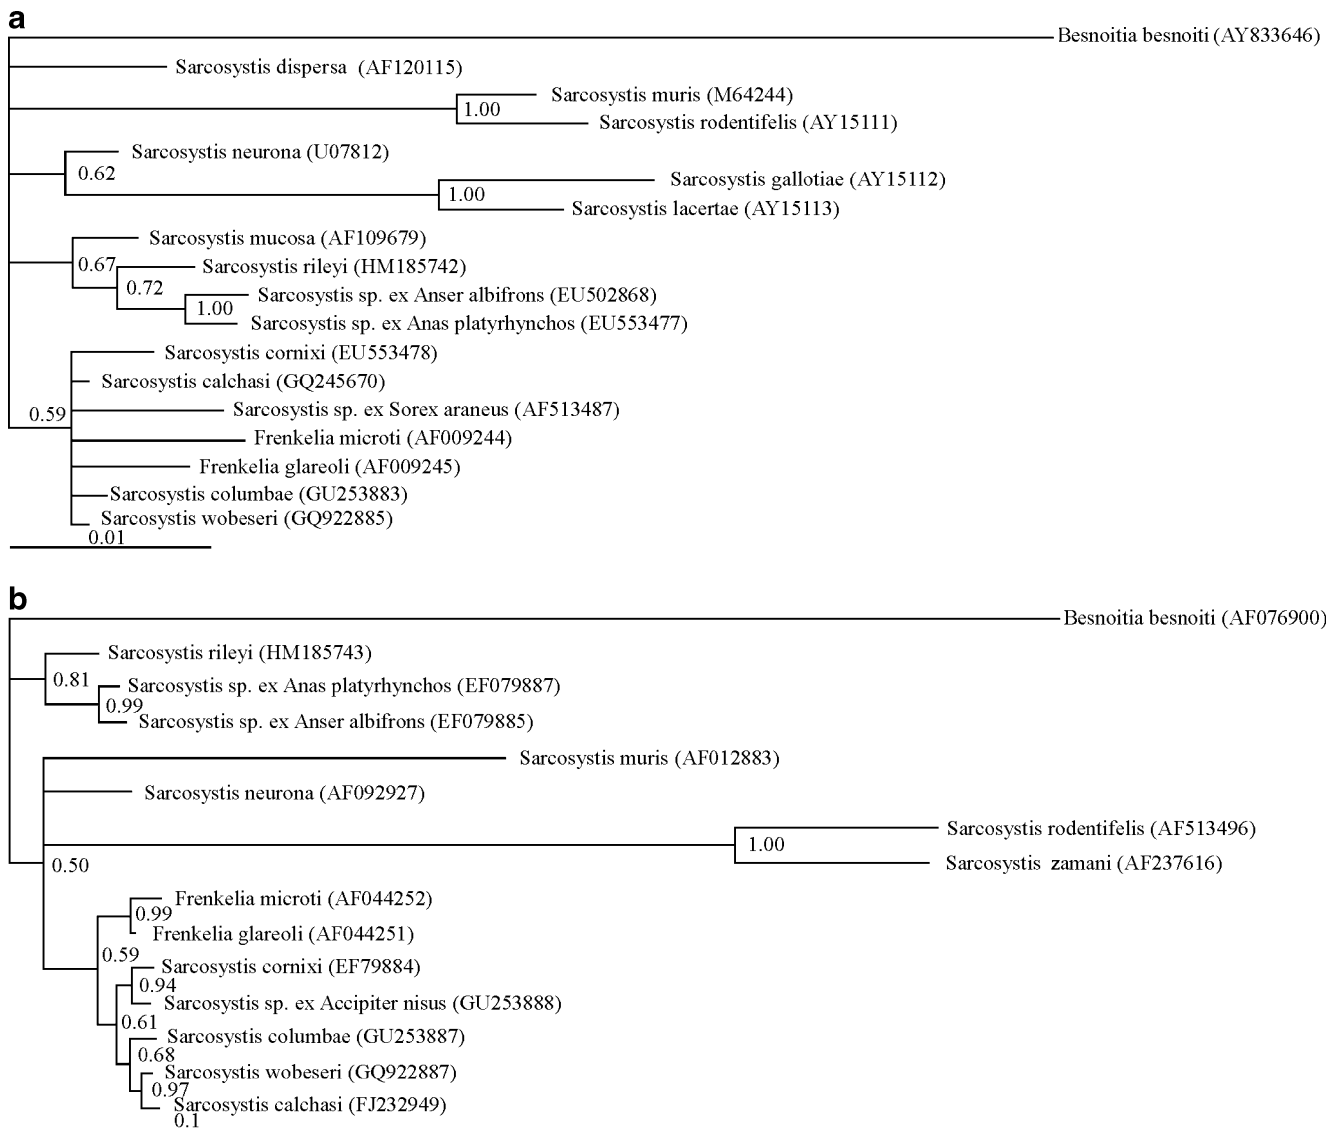 a
Besnoitia besnoiti (AY833646)
Sarcosystis dispersa (AF120115)
Sarcosystis muris (M64244)
1.00
Sarcosystis rodentifelis (AY15111)
Sarcosystis neurona (U07812)
0.62
Sarcosystis gallotiae (AY15112)
1.00
Sarcosystis lacertae (AY15113)
Sarcosystis mucosa (AF109679)
0.67
Sarcosystis rileyi (HM185742)
0.72
Sarcosystis sp. ex Anser albifrons (EU502868)
1.00
Sarcosystis sp. ex Anas platyrhynchos (EU553477)
Sarcosystis cornixi (EU553478)
Sarcosystis calchasi (GQ245670)
0.59
Sarcosystis sp. ex Sorex araneus (AF513487)
Frenkelia microti (AF009244)
Frenkelia glareoli (AF009245)
Sarcosystis columbae (GU253883)
Sarcosystis wobeseri (GQ922885)
0.01
b
Besnoitia besnoiti (AF076900)
Sarcosystis rileyi (HM185743)
0.81
Sarcosystis sp. ex Anas platyrhynchos (EF079887)
0.99
Sarcosystis sp. ex Anser albifrons (EF079885)
Sarcosystis muris (AF012883)
Sarcosystis neurona (AF092927)
Sarcosystis rodentifelis (AF513496)
1.00
Sarcosystis zamani (AF237616)
0.50
Frenkelia microti (AF044252)
0.99
Frenkelia glareoli (AF044251)
0.59
Sarcosystis cornixi (EF79884)
0.94
Sarcosystis sp. ex Accipiter nisus (GU253888)
0.61
Sarcosystis columbae (GU253887)
0.68
Sarcosystis wobeseri (GQ922887)
0.97
Sarcosystis calchasi (FJ232949)
0.1